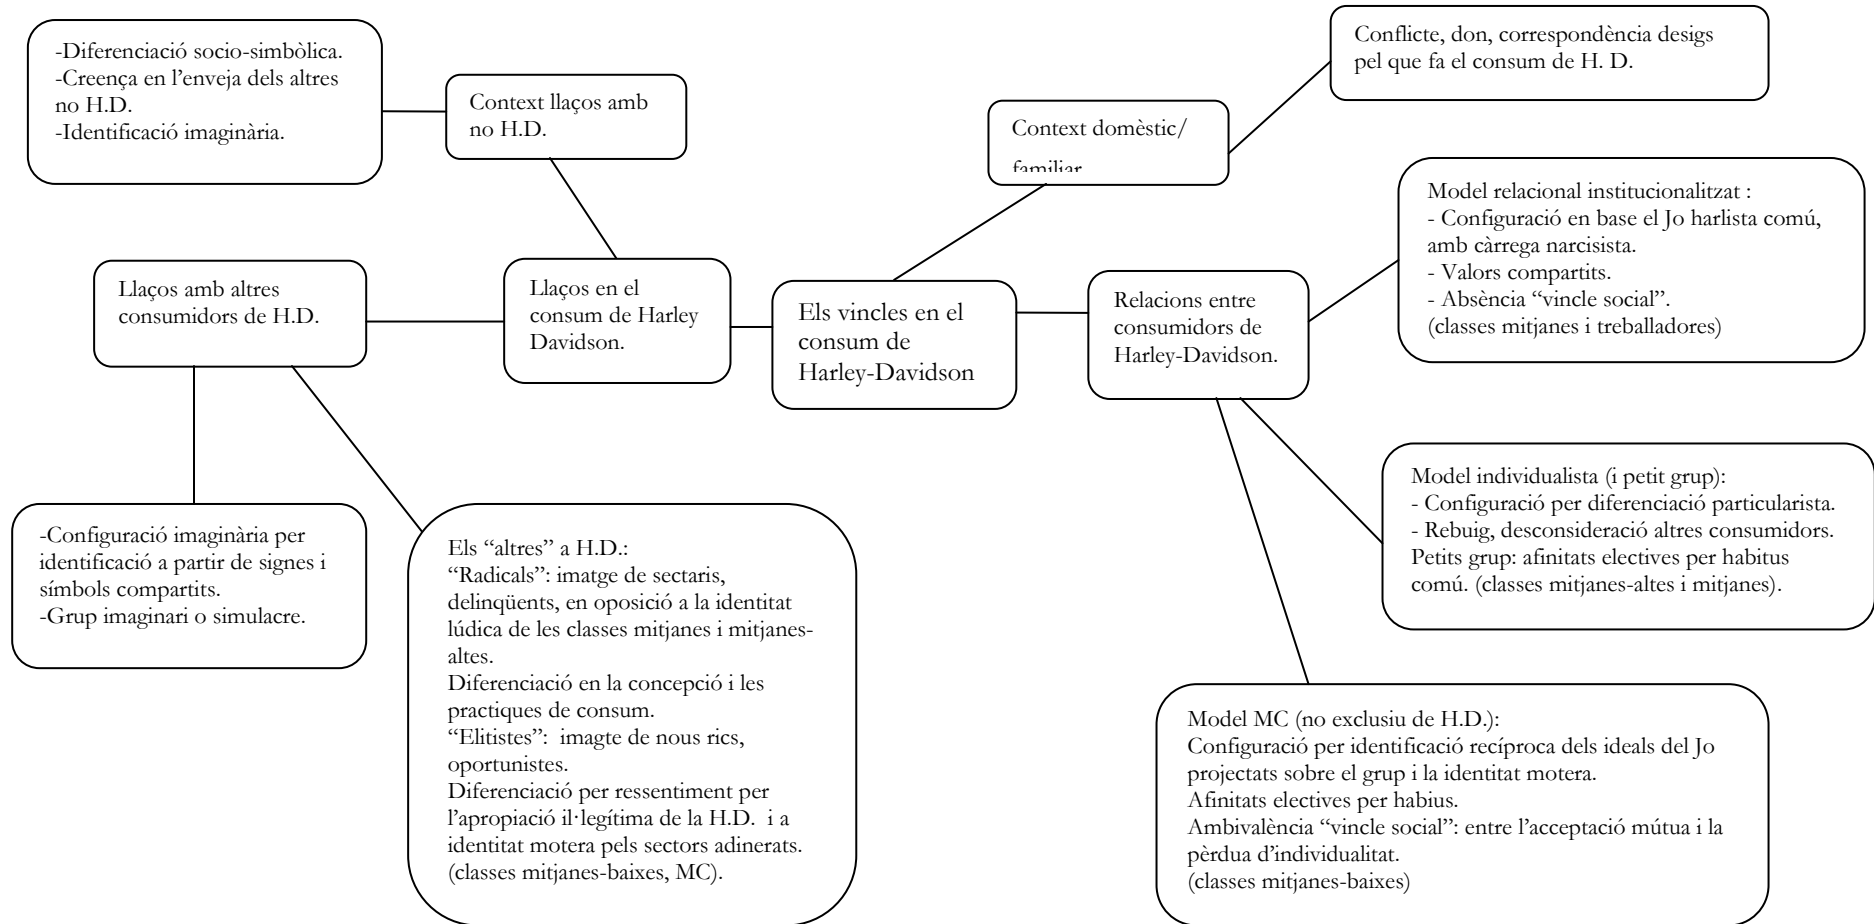 -Diferenciació socio-simbòlica.
-Creença en l’enveja dels altres
no H.D.
-Identificació imaginària.
Context llaços amb
no H.D.
Context domèstic/
familiar
Conflicte, don, correspondència desigs
pel que fa el consum de H. D.
Llaços amb altres
consumidors de H.D.
Llaços en el
consum de Harley
Davidson.
Els vincles en el
consum de
Harley-Davidson
Relacions entre
consumidors de
Harley-Davidson.
Model relacional institucionalitzat :
- Configuració en base el Jo harlista comú,
amb càrrega narcisista.
- Valors compartits.
- Absència “vincle social”.
(classes mitjanes i treballadores)
-Configuració imaginària per
identificació a partir de signes i
símbols compartits.
-Grup imaginari o simulacre.
Els “altres” a H.D.:
“Radicals”: imatge de sectaris,
delinqüents, en oposició a la identitat
lúdica de les classes mitjanes i mitjanes-
altes.
Diferenciació en la concepció i les
practiques de consum.
“Elitistes”: imagte de nous rics,
oportunistes.
Diferenciació per ressentiment per
l’apropiació il·legítima de la H.D. i a
identitat motera pels sectors adinerats.
(classes mitjanes-baixes, MC).
Model individualista (i petit grup):
- Configuració per diferenciació particularista.
- Rebuig, desconsideració altres consumidors.
Petits grup: afinitats electives per habitus
comú. (classes mitjanes-altes i mitjanes).
Model MC (no exclusiu de H.D.):
Configuració per identificació recíproca dels ideals del Jo
projectats sobre el grup i la identitat motera.
Afinitats electives per habius.
Ambivalència “vincle social”: entre l’acceptació mútua i la
pèrdua d’individualitat.
(classes mitjanes-baixes)